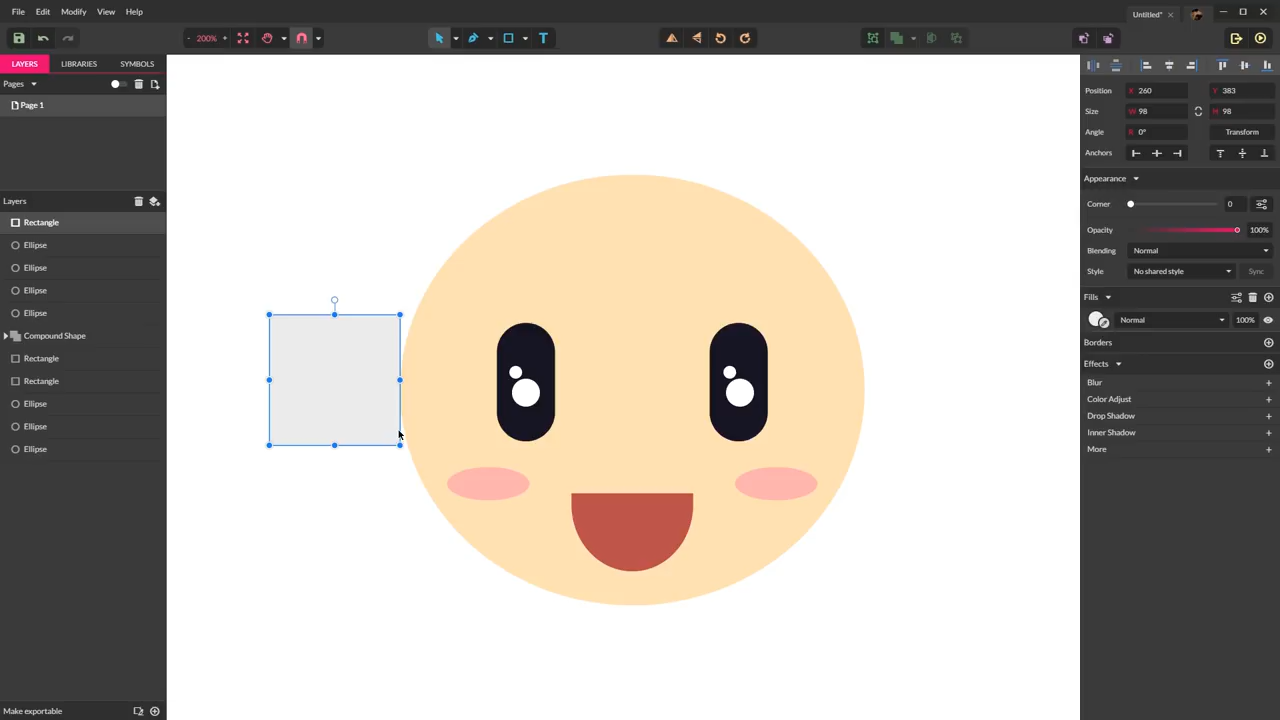 File Edit Modify View Help
Untitled*
- 200% +
T
LAYERS LIBRARIES SYMBOLS
Pages
Page 1
Layers
Rectangle
Ellipse
Ellipse
Ellipse
Ellipse
Compound Shape
Rectangle
Rectangle
Ellipse
Ellipse
Ellipse
Make exportable
Position X 260 Y 383
Size W 98 H 98
Angle R 0° Transform
Anchors
Appearance
Corner 0
Opacity 100%
Blending Normal
Style No shared style Sync
Fills
Normal 100%
Borders
Effects
Blur +
Color Adjust +
Drop Shadow +
Inner Shadow +
More +